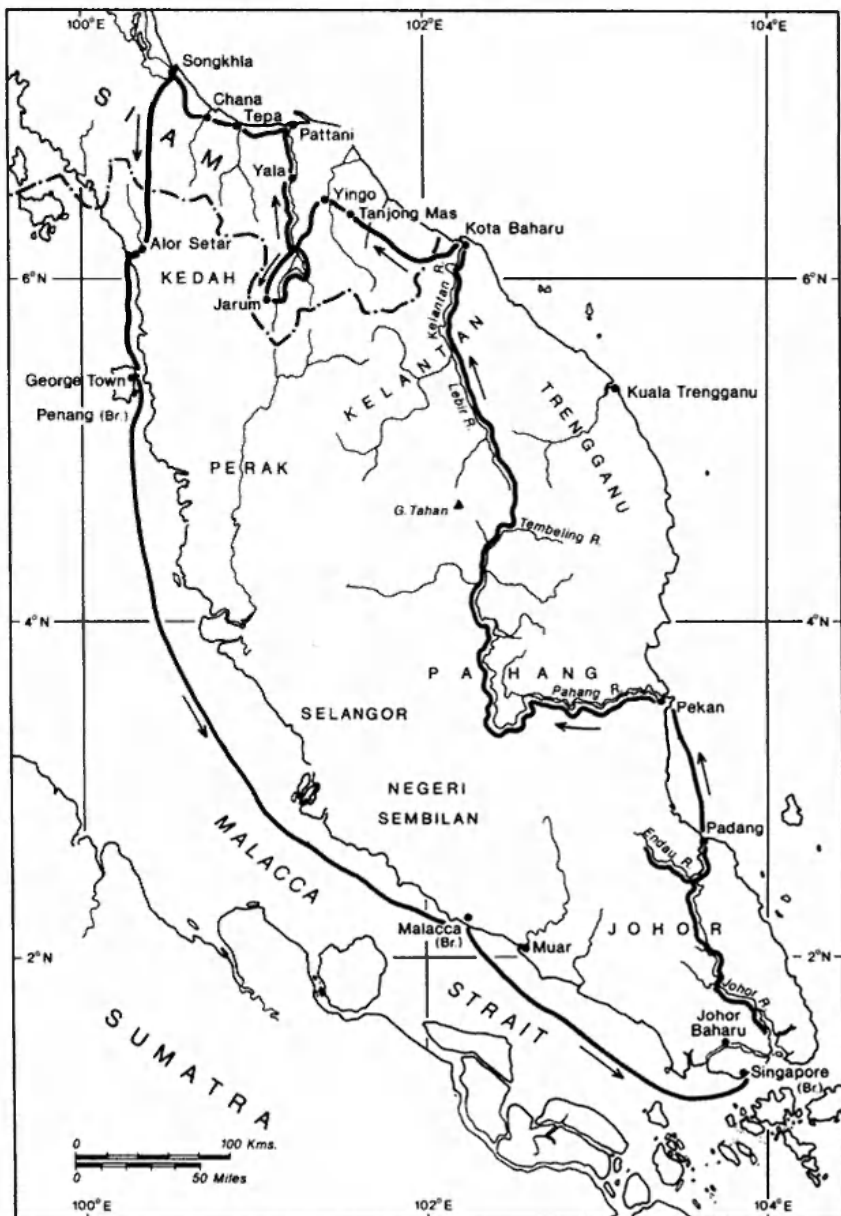 100°E
102°E
104°E
Songkhla
Chana
Tepa
Pattani
SIAM
Yala
Yingo
Tanjong Mas
Kota Baharu
Alor Setar
6°N
KEDAH
6°N
Jarum
Kelantan R.
KELANTAN
George Town
Penang (Br.)
Lebir R.
TRENGGANU
Kuala Trengganu
PERAK
G. Tahan
Tembeling R.
4°N
4°N
PAHANG
Pahang R.
Pekan
SELANGOR
NEGERI
SEMBILAN
Padang
Endau R.
MALACCA
STRAIT
Malacca
(Br.)
Muar
JOHOR
2°N
2°N
Johor R.
Johor
Baharu
Singapore
(Br.)
SUMATRA
0
100 Kms.
0
50 Miles
100°E
102°E
104°E